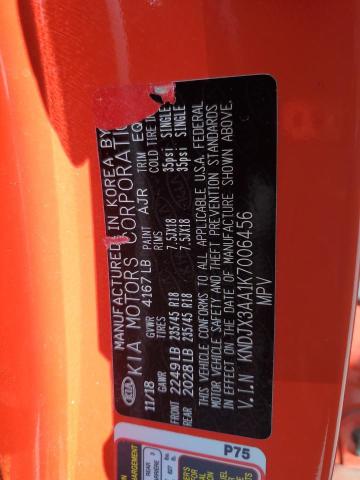 MANUFACTURED IN KOREA BY
KIA MOTORS CORPORATION
KIA
11/18 GVWR 4167LB PAINT AJR TRIM
GAWR TIRES RIMS COLD TIRE
FRONT 2249LB 235/45 R18 7.5JX18 35psi SINGLE
REAR 2028LB 235/45 R18 7.5JX18 35psi SINGLE
THIS VEHICLE CONFORMS TO ALL APPLICABLE U.S.A. FEDERAL
MOTOR VEHICLE SAFETY AND THEFT PREVENTION STANDARDS
IN EFFECT ON THE DATE OF MANUFACTURE SHOWN ABOVE.
V.I.N KNDJX3AA1K7006456
MPV
P75
REAR